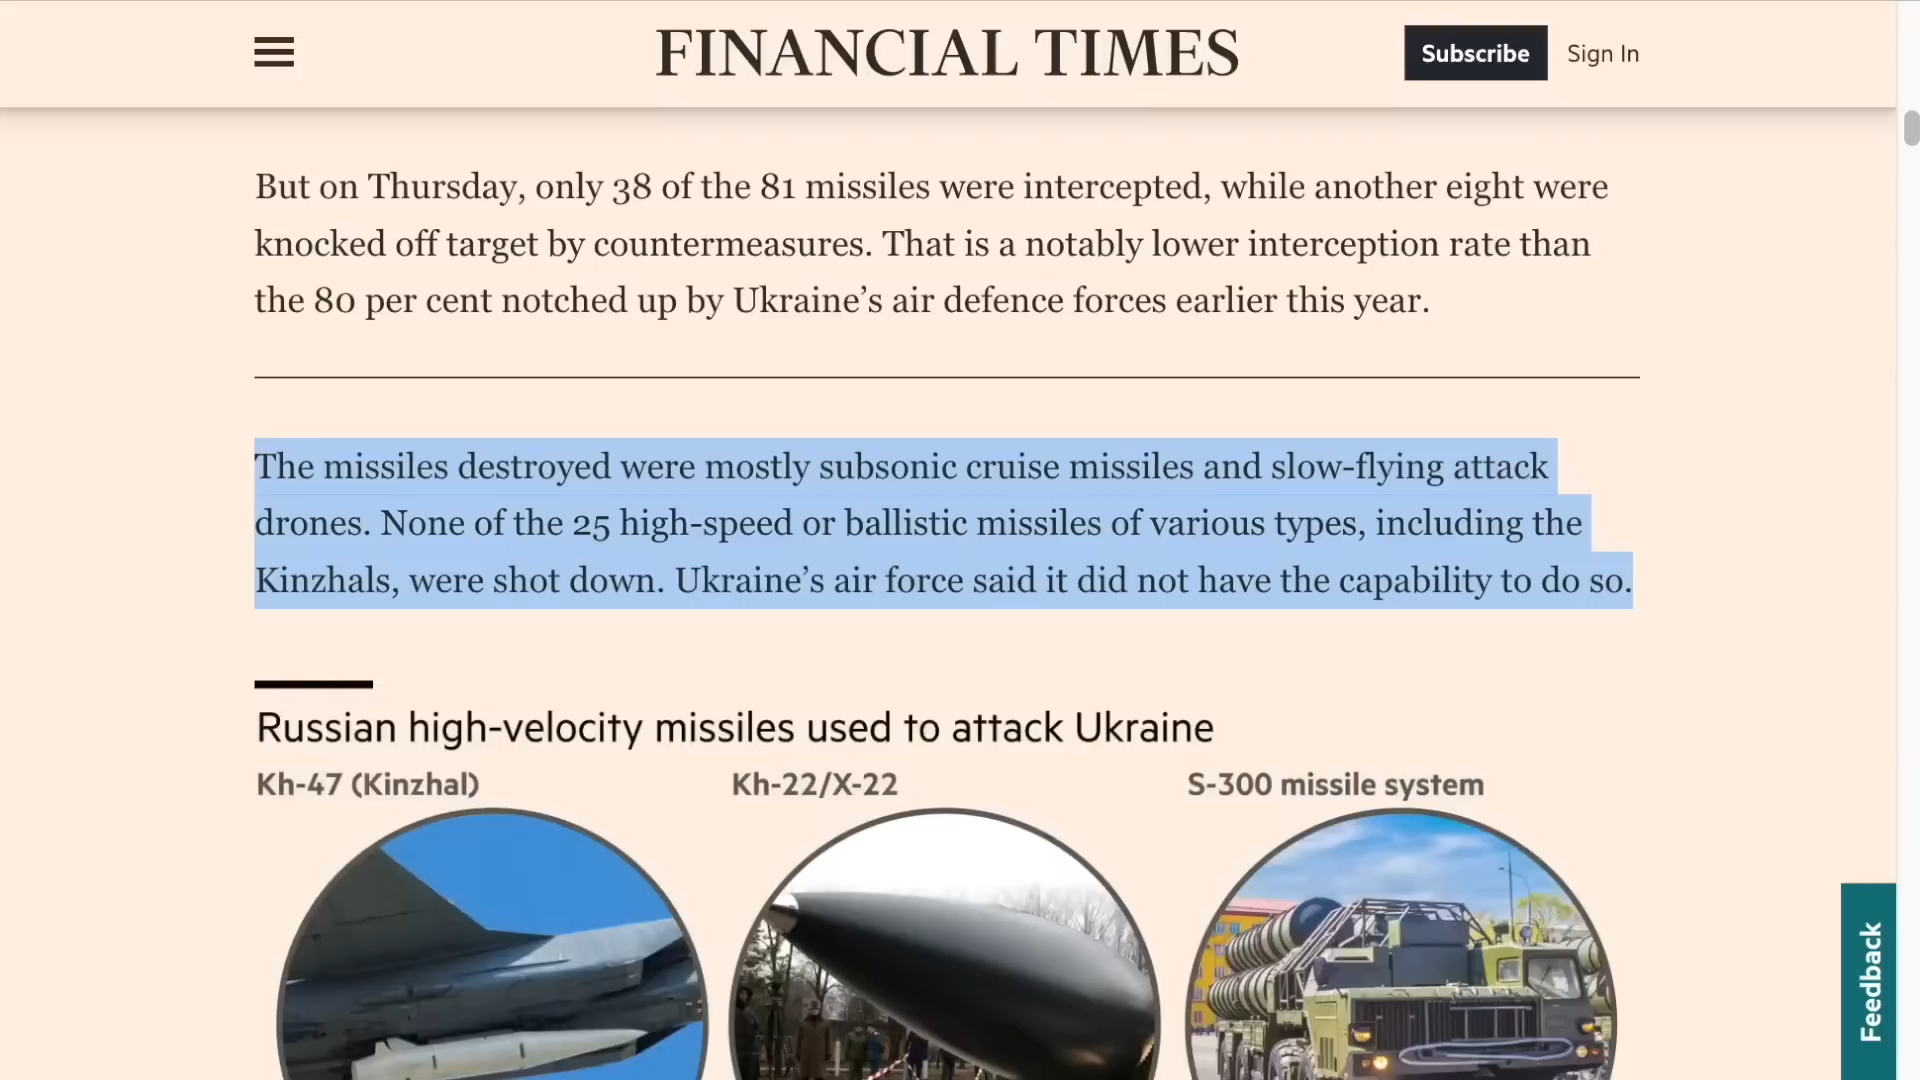 FINANCIAL TIMES
Subscribe
Sign In
But on Thursday, only 38 of the 81 missiles were intercepted, while another eight were
knocked off target by countermeasures. That is a notably lower interception rate than
the 80 per cent notched up by Ukraine’s air defence forces earlier this year.
The missiles destroyed were mostly subsonic cruise missiles and slow-flying attack
drones. None of the 25 high-speed or ballistic missiles of various types, including the
Kinzhals, were shot down. Ukraine’s air force said it did not have the capability to do so.
Russian high-velocity missiles used to attack Ukraine
Kh-47 (Kinzhal)
Kh-22/X-22
S-300 missile system
Feedback